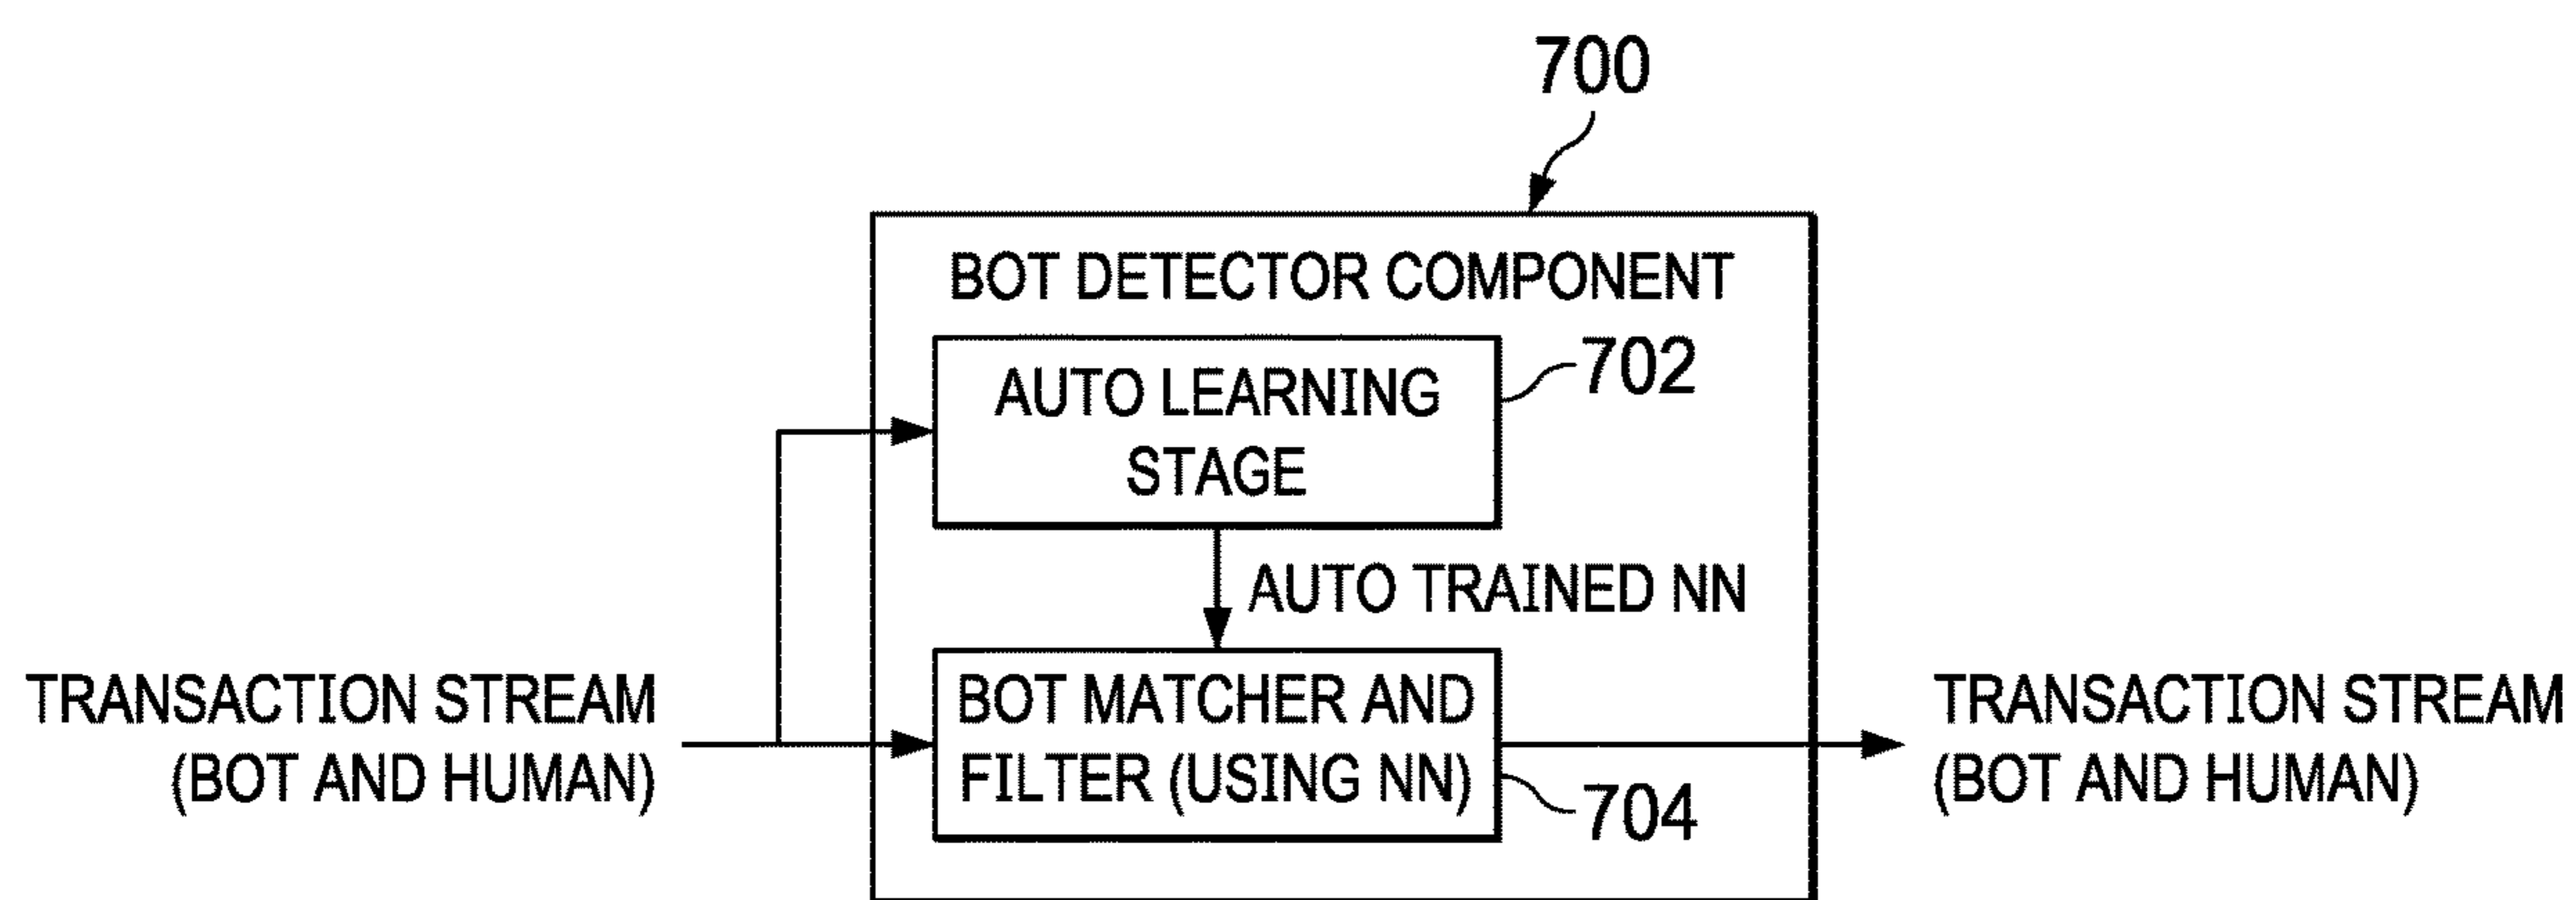 700
BOT DETECTOR COMPONENT
AUTO LEARNING
STAGE
702
AUTO TRAINED NN
TRANSACTION STREAM
(BOT AND HUMAN)
BOT MATCHER AND
FILTER (USING NN)
704
TRANSACTION STREAM
(BOT AND HUMAN)